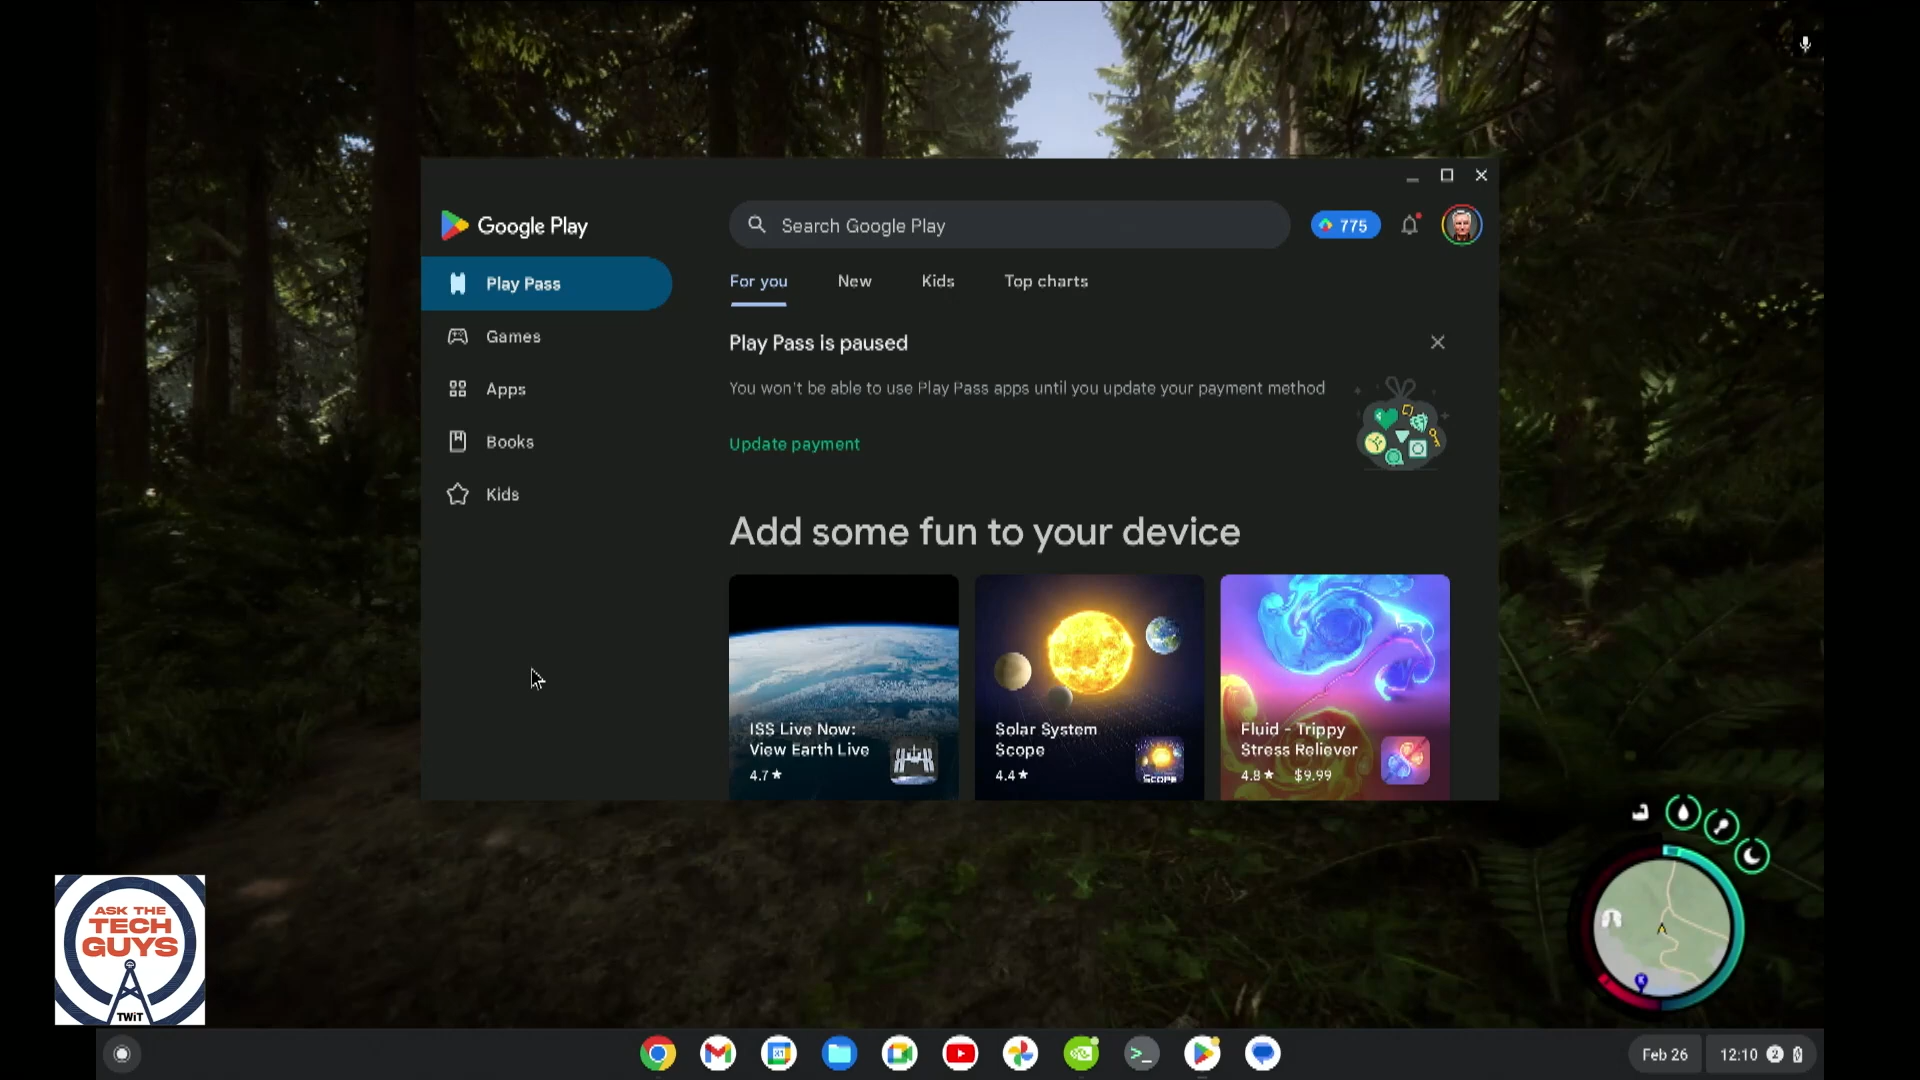 Google Play
Search Google Play
775
Play Pass
Games
Apps
Books
Kids
For you
New
Kids
Top charts
Play Pass is paused
You won't be able to use Play Pass apps until you update your payment method
Update payment
Add some fun to your device
ISS Live Now:
View Earth Live
4.7★
Solar System
Scope
4.4★
Scope
Fluid - Trippy
Stress Reliever
4.8★ $9.99
ASK THE
TECH
GUYS
TWiT
31
Feb 26
12:10
2